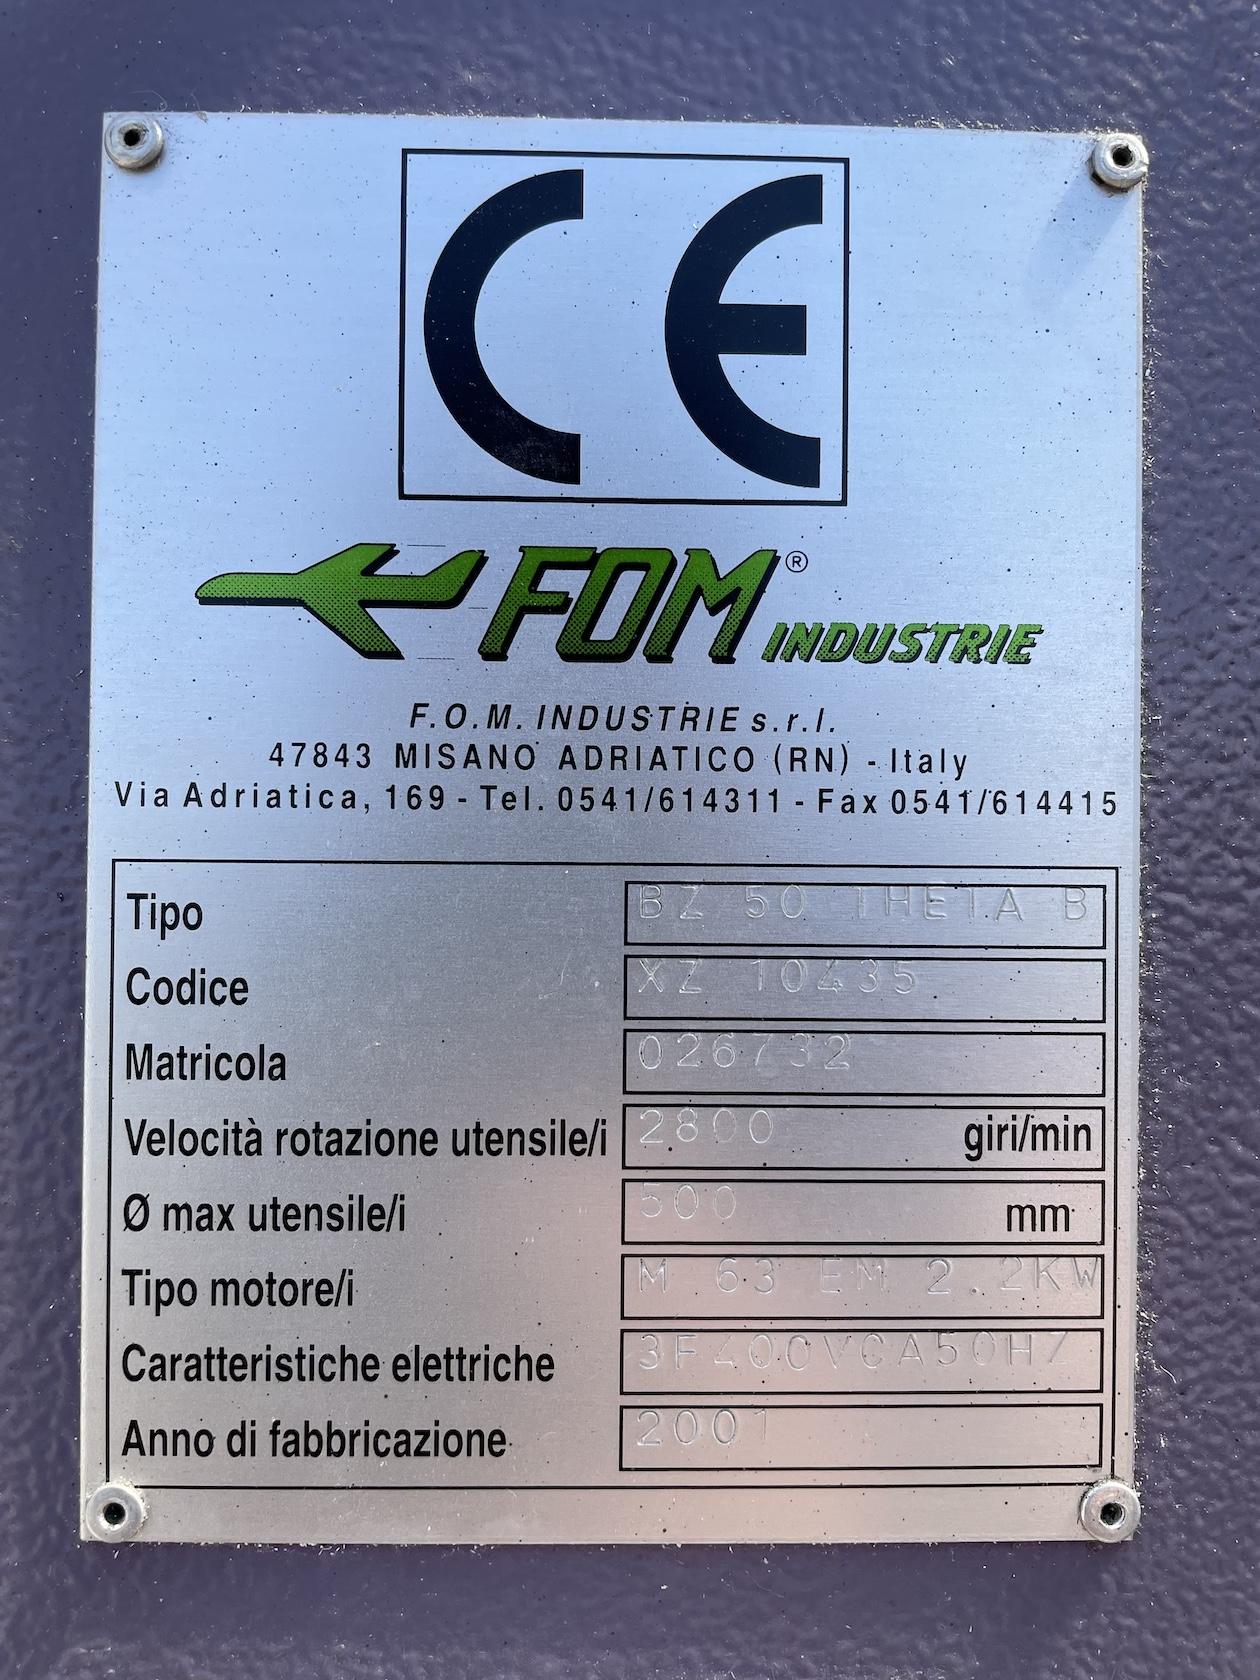 CE
FOM®
INDUSTRIE
F.O.M. INDUSTRIE s.r.l.
47843 MISANO ADRIATICO (RN) - Italy
Via Adriatica, 169 - Tel. 0541/614311 - Fax 0541/614415
Tipo BZ 50 THETA B
Codice XZ 10435
Matricola 026732
Velocità rotazione utensile/i 2800 giri/min
Ø max utensile/i 500 mm
Tipo motore/i M 63 EM 2.2KW
Caratteristiche elettriche 3F400VCA50HZ
Anno di fabbricazione 2001